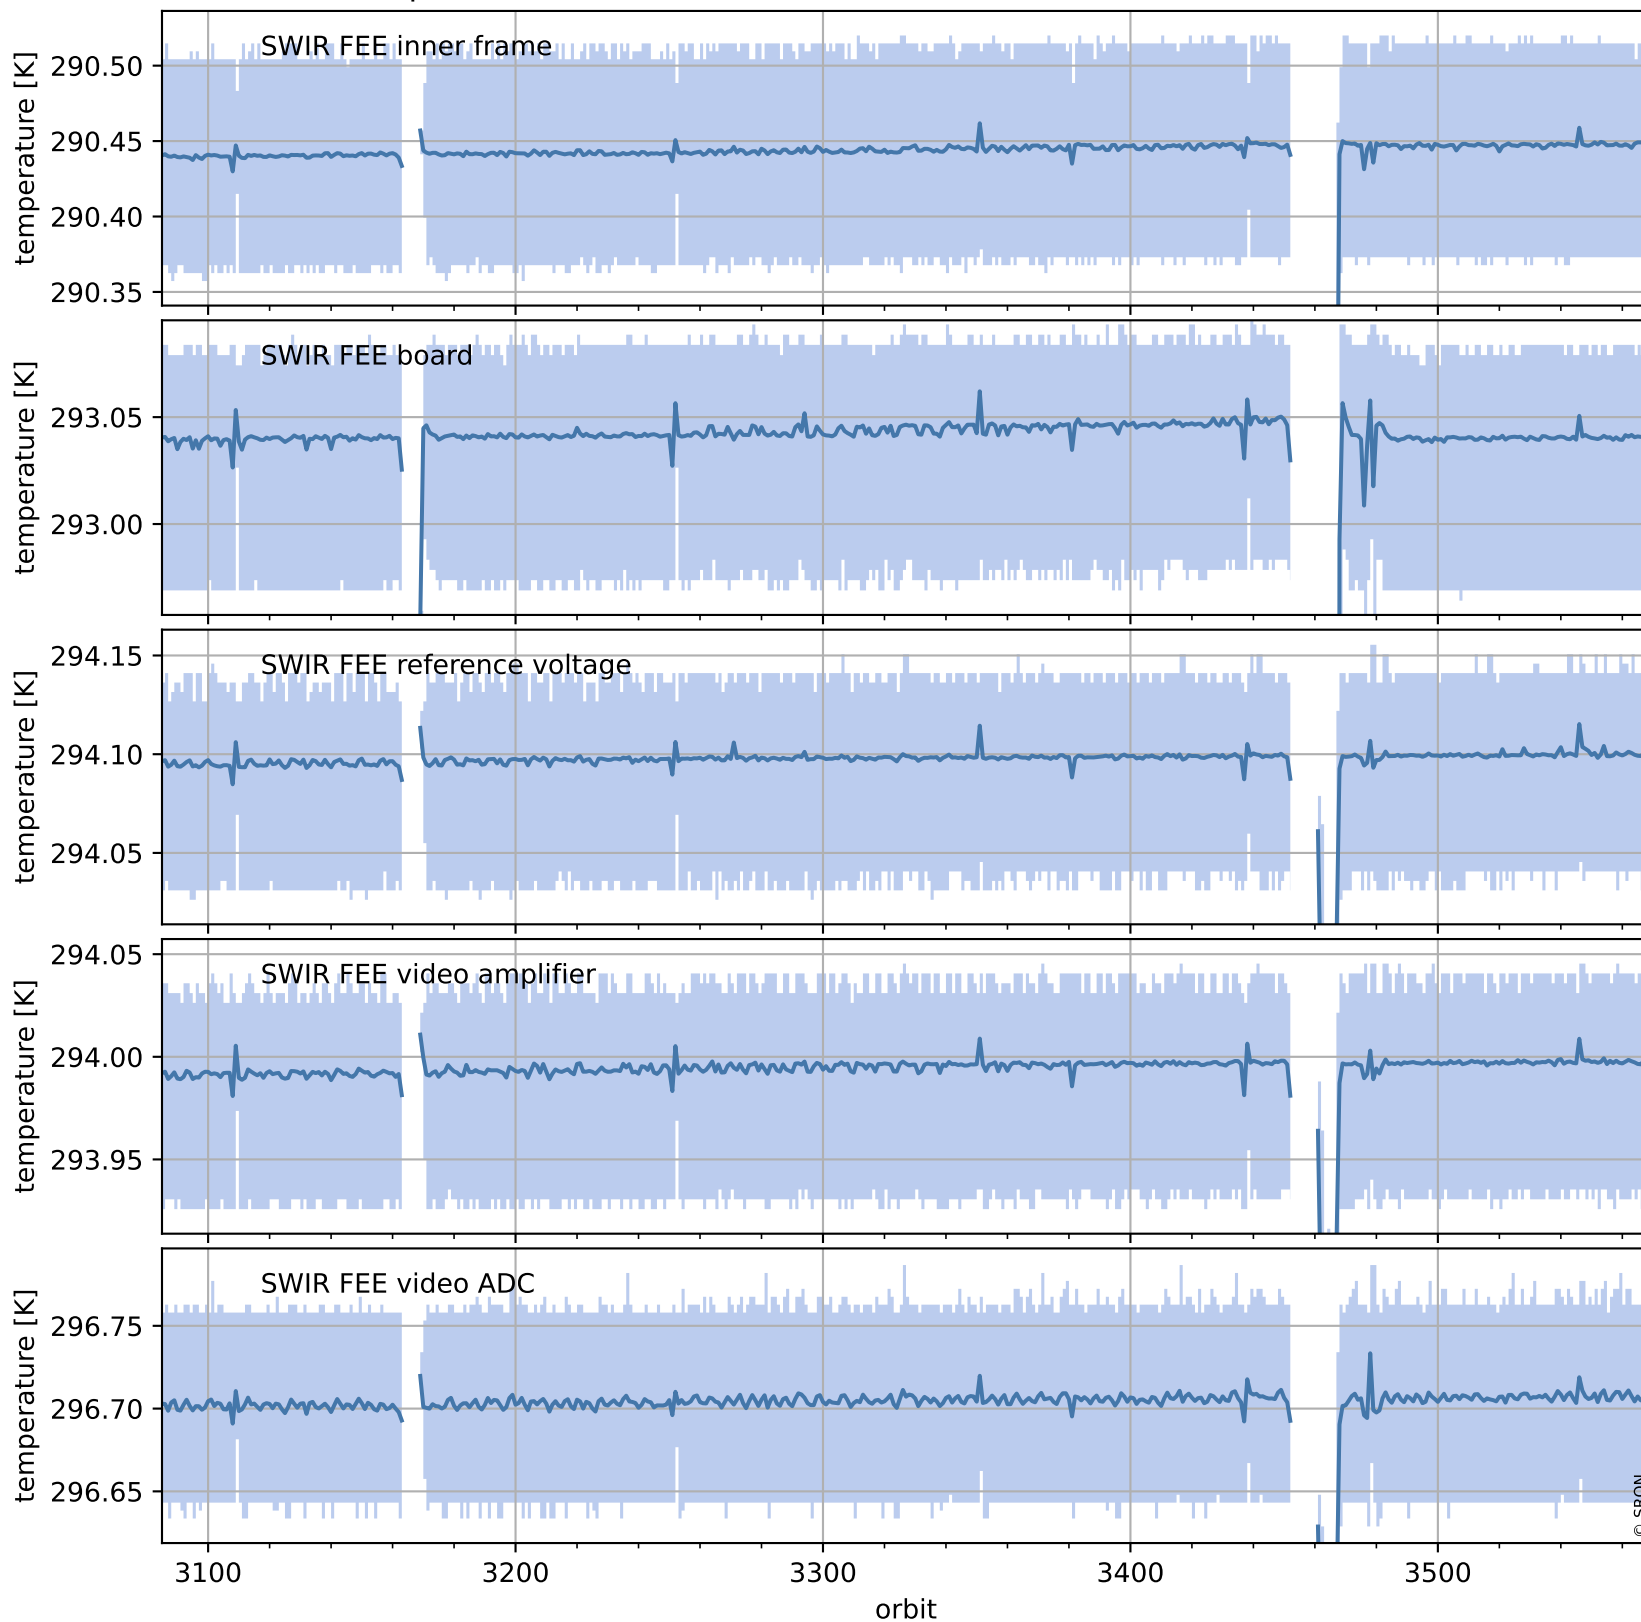 SWIR FEE inner frame
temperature [K]
290.50
290.45
290.40
290.35
SWIR FEE board
temperature [K]
293.05
293.00
SWIR FEE reference voltage
temperature [K]
294.15
294.10
294.05
SWIR FEE video amplifier
temperature [K]
294.05
294.00
293.95
SWIR FEE video ADC
temperature [K]
296.75
296.70
296.65
3100 3200 3300 3400 3500
orbit
© SRON